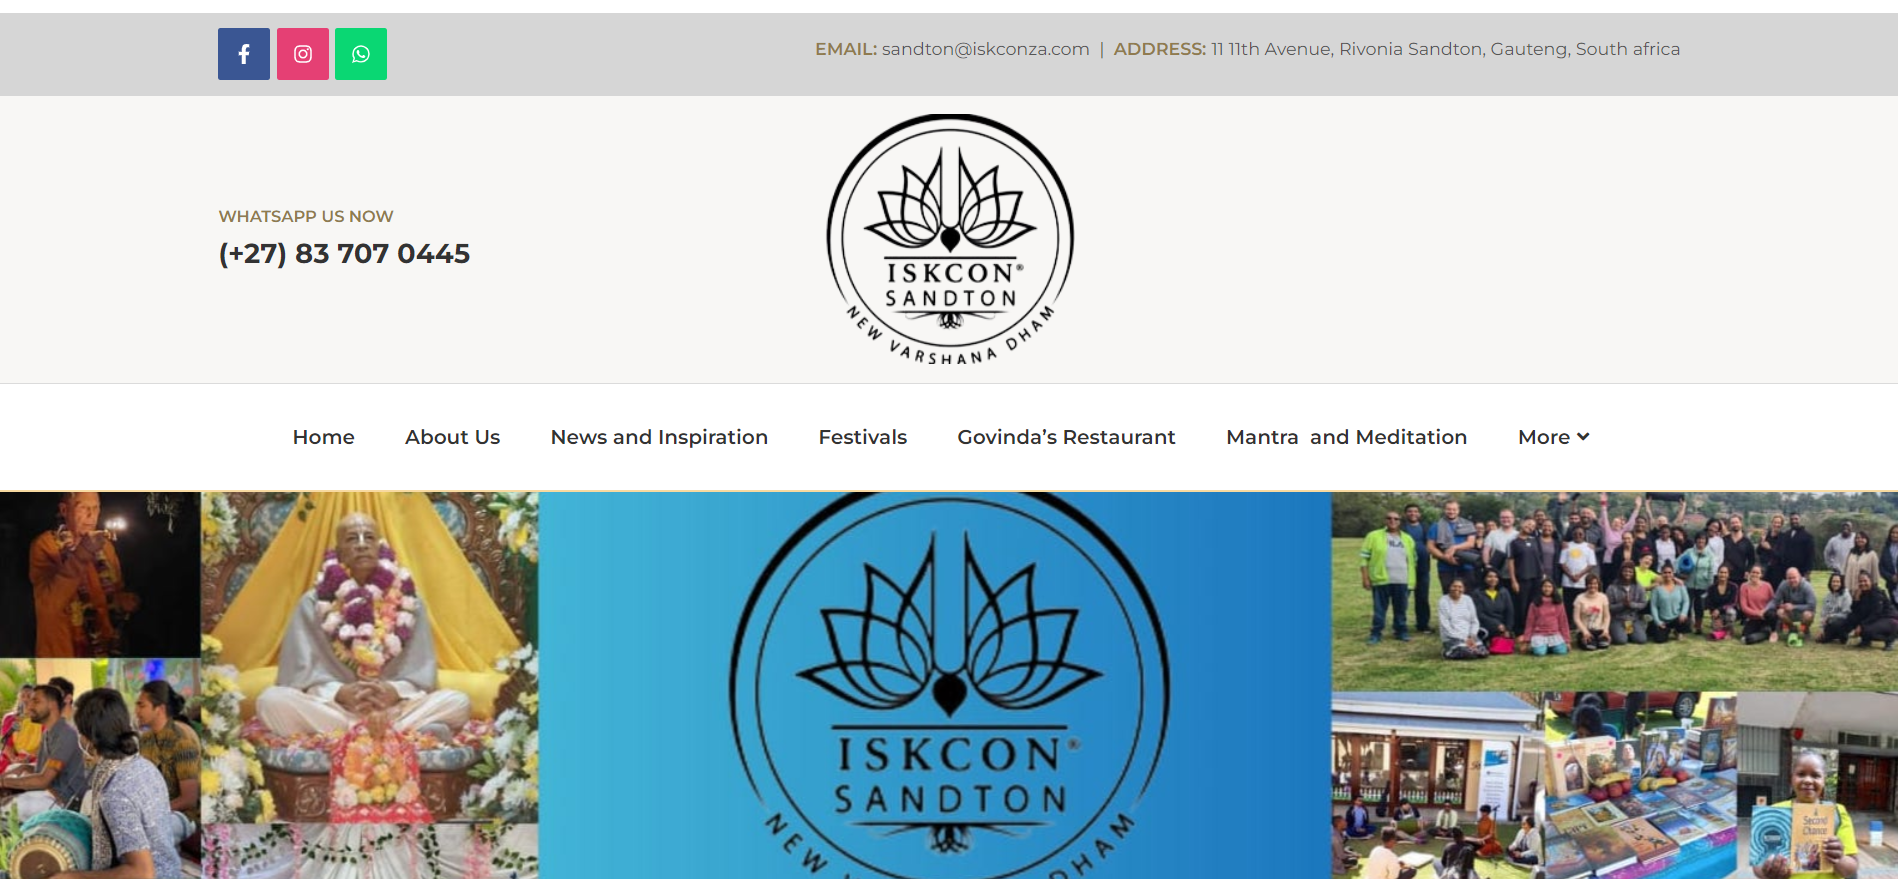 EMAIL: sandton@iskconza.com | ADDRESS: 11 11th Avenue, Rivonia Sandton, Gauteng, South africa
WHATSAPP US NOW
(+27) 83 707 0445
ISKCON®
SANDTON
NEW VARSHANA DHAM
Home About Us News and Inspiration Festivals Govinda’s Restaurant Mantra and Meditation More
ISKCON®
SANDTON
NEW V DHAM
Second
Chance